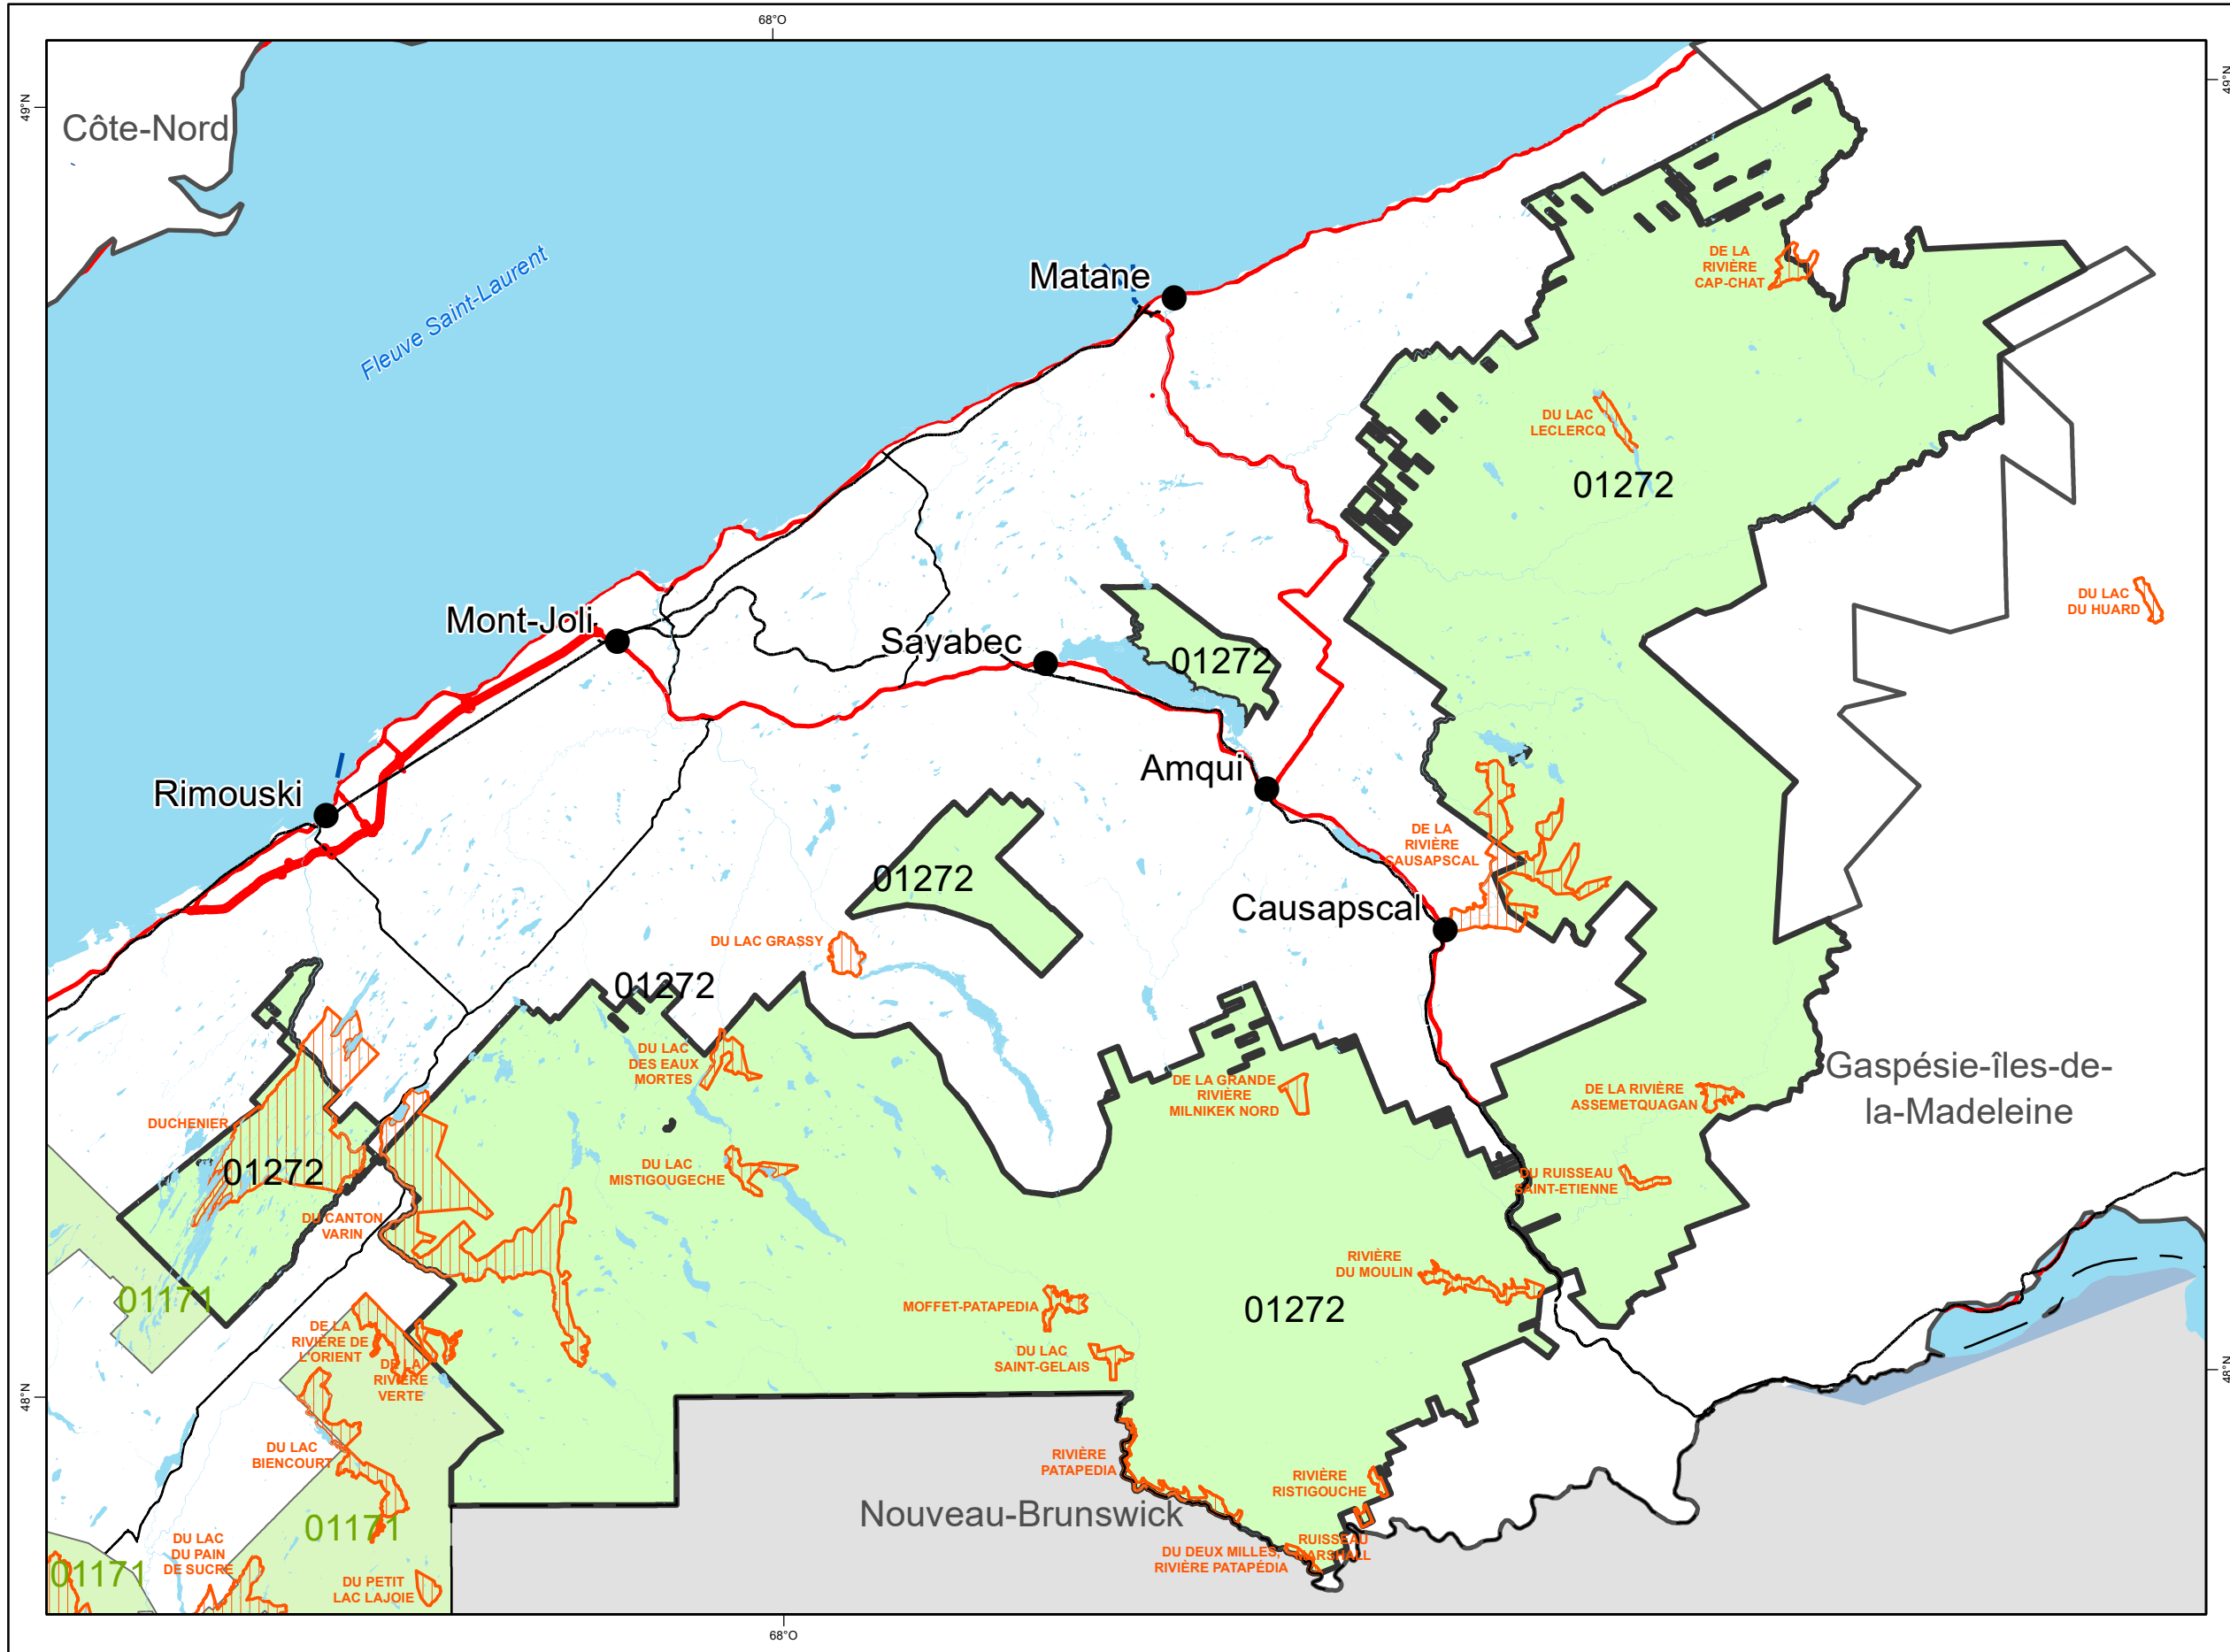 68°O
49°N
49°N
Côte-Nord
Fleuve Saint-Laurent
Matane
DE LA
RIVIÈRE
CAP-CHAT
DU LAC
LECLERCQ
01272
DU LAC
DU HUARD
Mont-Joli
Sayabec
01272
Rimouski
Amqui
DE LA
RIVIÈRE
CAUSAPSCAL
01272
Causapscal
DU LAC GRASSY
01272
DU LAC
DES EAUX
MORTES
DE LA GRANDE
RIVIÈRE
MILNIKEK NORD
DE LA RIVIÈRE
ASSEMETQUAGAN
Gaspésie-îles-de-
la-Madeleine
DUCHENIER
01272
DU LAC
MISTIGOUGECHE
DU RUISSEAU
SAINT-ETIENNE
DU CANTON
VARIN
RIVIÈRE
DU MOULIN
01171
MOFFET-PATAPEDIA
01272
DE LA
RIVIÈRE DE
L'ORIENT
DE LA
RIVIÈRE
VERTE
DU LAC
SAINT-GELAIS
48°N
48°N
DU LAC
BIENCOURT
RIVIÈRE
PATAPEDIA
RIVIÈRE
RISTIGOUCHE
Nouveau-Brunswick
01171
DU LAC
DU PAIN
DE SUCRE
01171
RUISSEAU
MARSHALL
DU DEUX MILLES,
RIVIÈRE PATAPÉDIA
DU PETIT
LAC LAJOIE
68°O